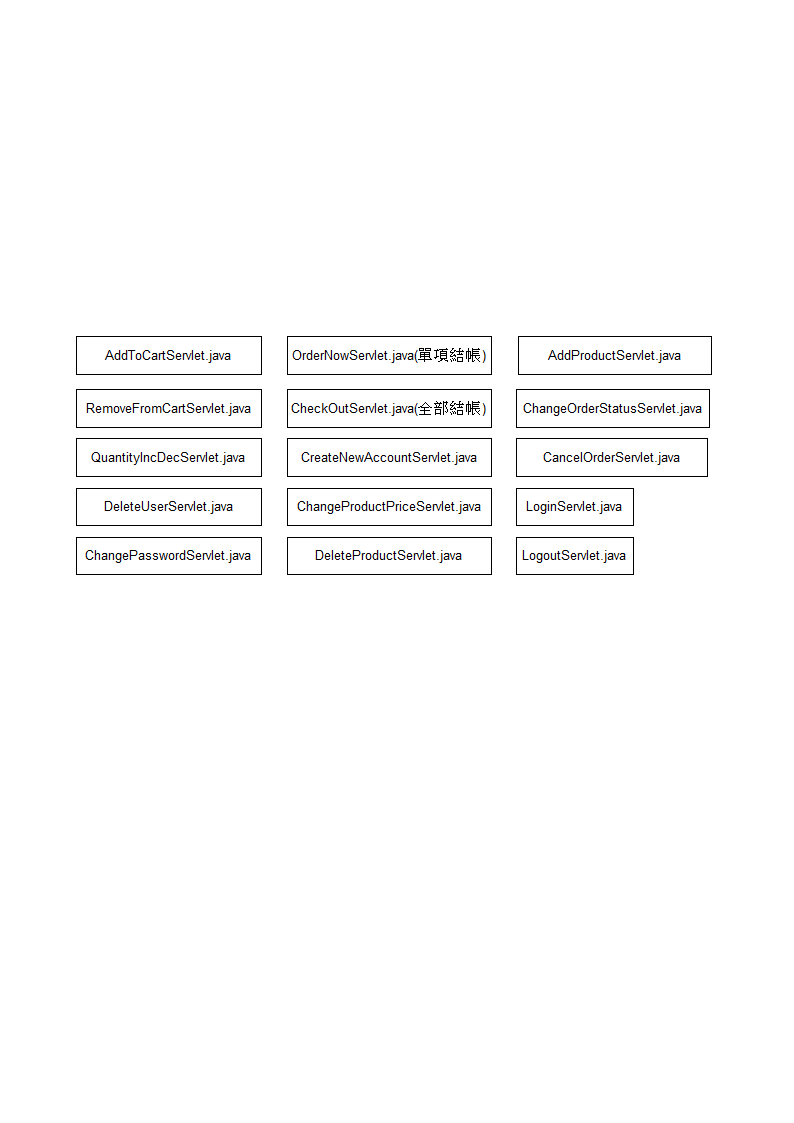 AddToCartServlet.java
OrderNowServlet.java(單項結帳)
AddProductServlet.java
RemoveFromCartServlet.java
CheckOutServlet.java(全部結帳)
ChangeOrderStatusServlet.java
QuantityIncDecServlet.java
CreateNewAccountServlet.java
CancelOrderServlet.java
DeleteUserServlet.java
ChangeProductPriceServlet.java
LoginServlet.java
ChangePasswordServlet.java
DeleteProductServlet.java
LogoutServlet.java